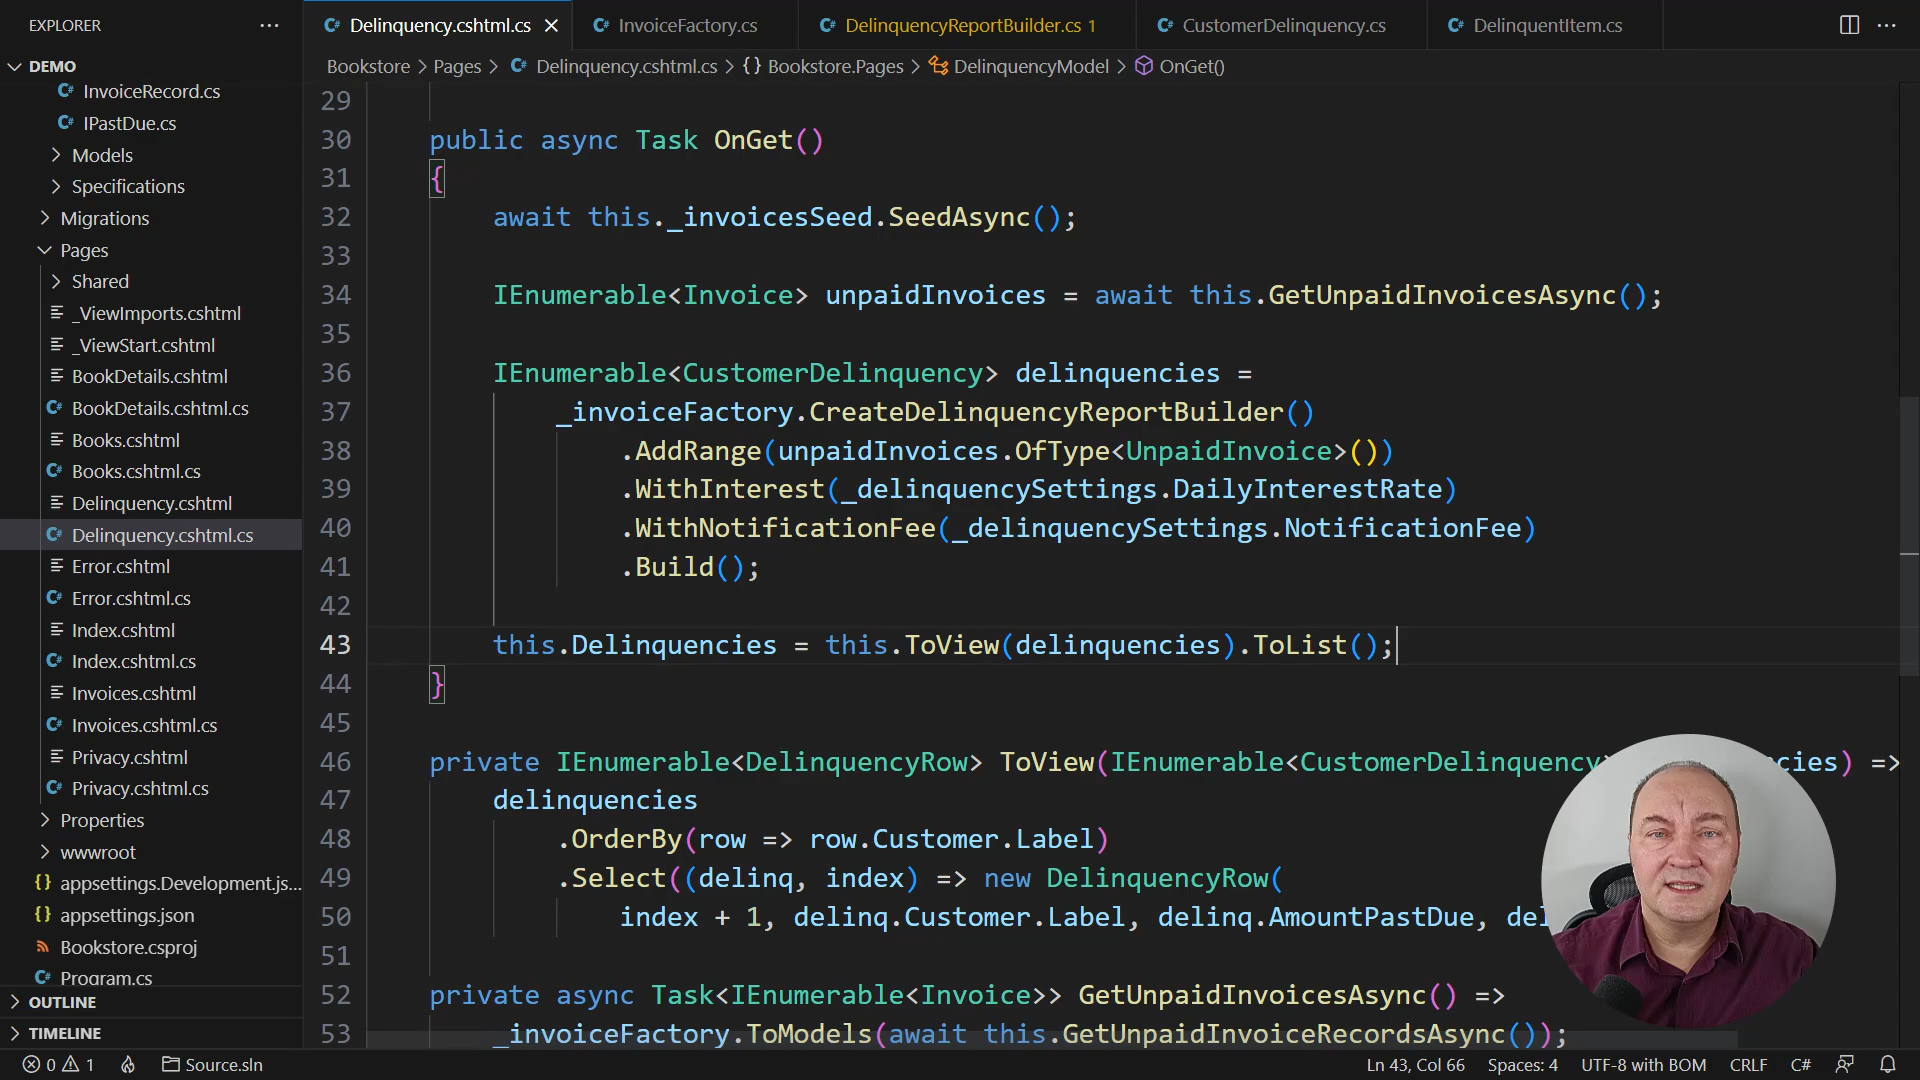 EXPLORER
···
Delinquency.cshtml.cs
InvoiceFactory.cs
DelinquencyReportBuilder.cs 1
CustomerDelinquency.cs
DelinquentItem.cs
···
DEMO
Bookstore > Pages > C# Delinquency.cshtml.cs > {} Bookstore.Pages > DelinquencyModel > OnGet()
C# InvoiceRecord.cs
C# IPastDue.cs
> Models
> Specifications
> Migrations
Pages
> Shared
_ViewImports.cshtml
_ViewStart.cshtml
BookDetails.cshtml
C# BookDetails.cshtml.cs
Books.cshtml
C# Books.cshtml.cs
Delinquency.cshtml
C# Delinquency.cshtml.cs
Error.cshtml
C# Error.cshtml.cs
Index.cshtml
C# Index.cshtml.cs
Invoices.cshtml
C# Invoices.cshtml.cs
Privacy.cshtml
C# Privacy.cshtml.cs
> Properties
> wwwroot
{} appsettings.Development.js...
{} appsettings.json
Bookstore.csproj
C# Program.cs
> OUTLINE
> TIMELINE
29
30 public async Task OnGet()
31 {
32 await this._invoicesSeed.SeedAsync();
33
34 IEnumerable<Invoice> unpaidInvoices = await this.GetUnpaidInvoicesAsync();
35
36 IEnumerable<CustomerDelinquency> delinquencies =
37 _invoiceFactory.CreateDelinquencyReportBuilder()
38 .AddRange(unpaidInvoices.OfType<UnpaidInvoice>())
39 .WithInterest(_delinquencySettings.DailyInterestRate)
40 .WithNotificationFee(_delinquencySettings.NotificationFee)
41 .Build();
42
43 this.Delinquencies = this.ToView(delinquencies).ToList();
44 }
45
46 private IEnumerable<DelinquencyRow> ToView(IEnumerable<CustomerDelinquency cies) =>
47 delinquencies
48 .OrderBy(row => row.Customer.Label)
49 .Select((delinq, index) => new DelinquencyRow(
50 index + 1, delinq.Customer.Label, delinq.AmountPastDue, del
51
52 private async Task<IEnumerable<Invoice>> GetUnpaidInvoicesAsync() =>
53 _invoiceFactory.ToModels(await this.GetUnpaidInvoiceRecordsAsync());
0 1 Source.sln
Ln 43, Col 66 Spaces: 4 UTF-8 with BOM CRLF C#